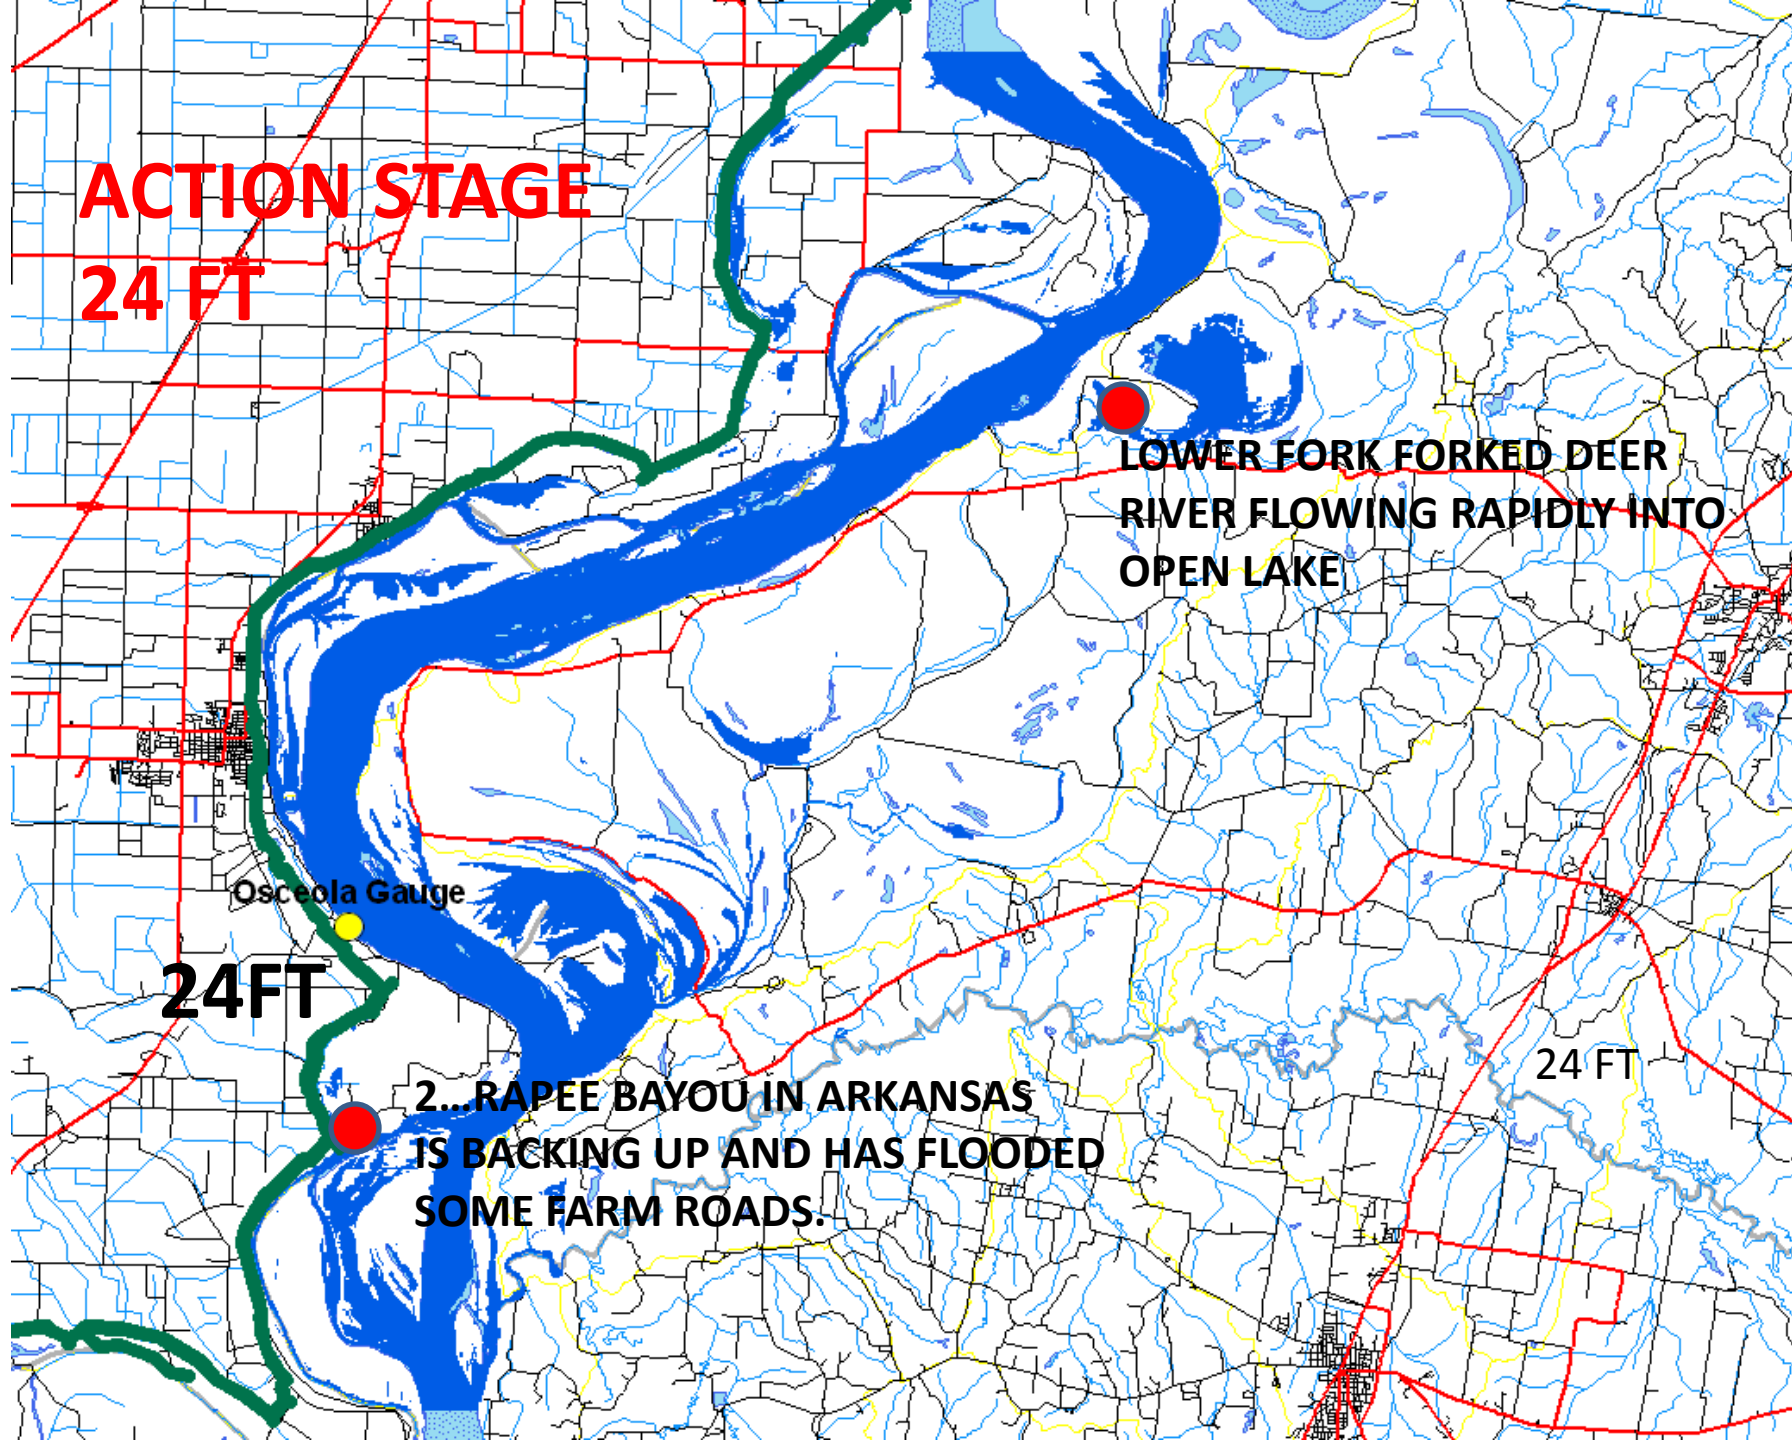 ACTION STAGE
24 FT
LOWER FORK FORKED DEER
RIVER FLOWING RAPIDLY INTO
OPEN LAKE
Osceola Gauge
24FT
24 FT
2...RAPEE BAYOU IN ARKANSAS
IS BACKING UP AND HAS FLOODED
SOME FARM ROADS.